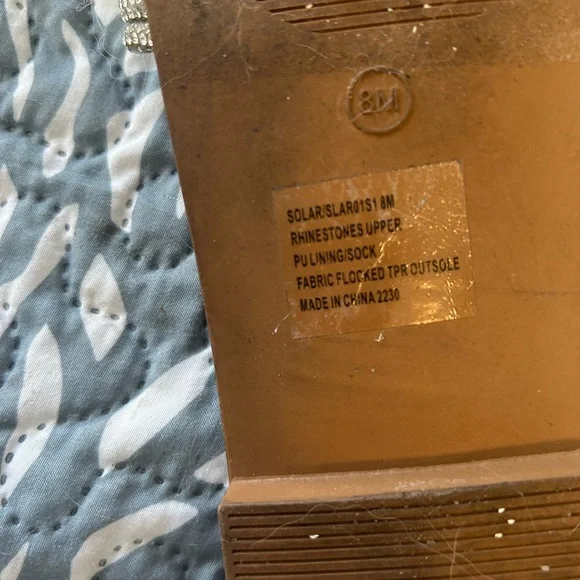 8M
SOLAR/SLAR01S1 8M
RHINESTONES UPPER
PU LINING/SOCK
FABRIC FLOCKED TPR OUTSOLE
MADE IN CHINA 2230